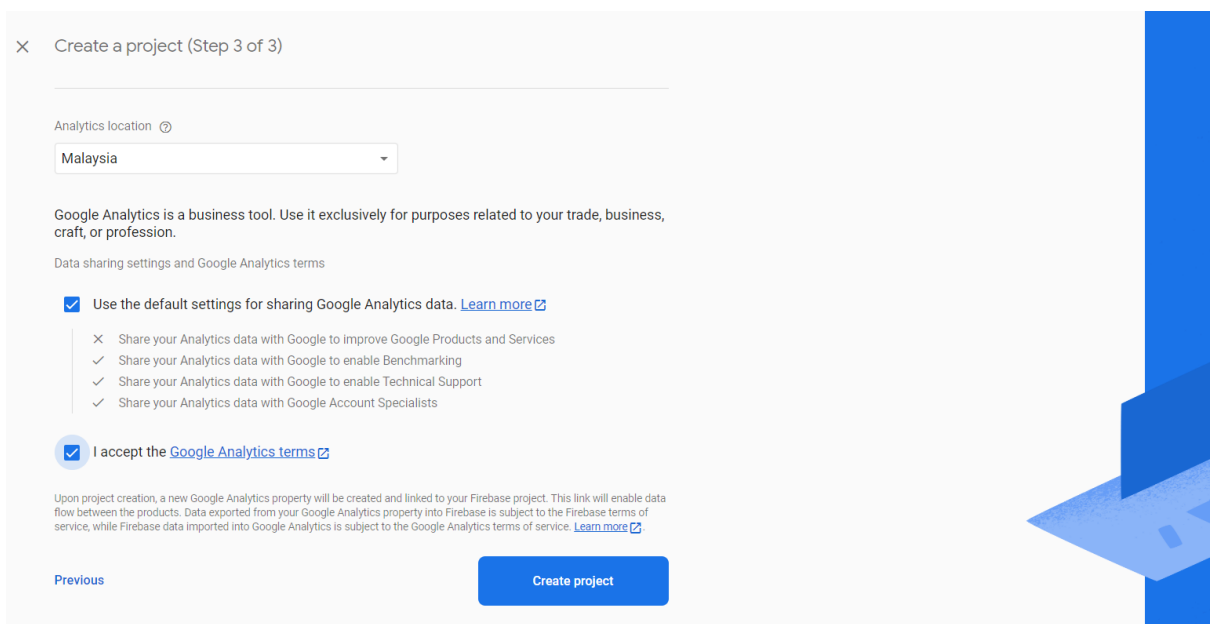 Create a project (Step 3 of 3)
Analytics location
Malaysia
Google Analytics is a business tool. Use it exclusively for purposes related to your trade, business,
craft, or profession.
Data sharing settings and Google Analytics terms
Use the default settings for sharing Google Analytics data. Learn more
Share your Analytics data with Google to improve Google Products and Services
Share your Analytics data with Google to enable Benchmarking
Share your Analytics data with Google to enable Technical Support
Share your Analytics data with Google Account Specialists
I accept the Google Analytics terms
Upon project creation, a new Google Analytics property will be created and linked to your Firebase project. This link will enable data
flow between the products. Data exported from your Google Analytics property into Firebase is subject to the Firebase terms of
service, while Firebase data imported into Google Analytics is subject to the Google Analytics terms of service. Learn more.
Previous
Create project